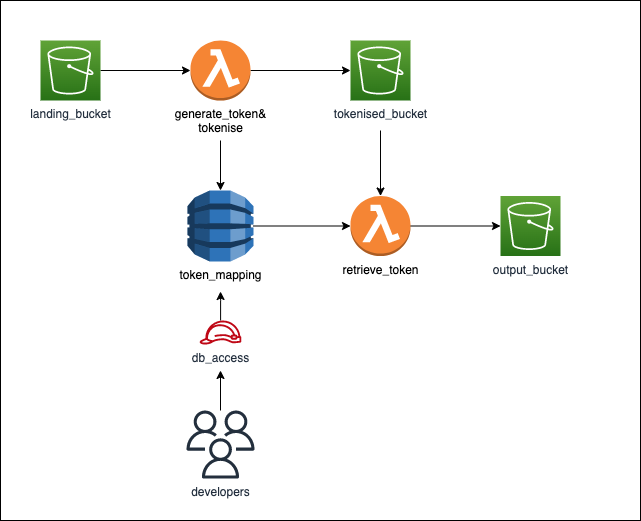 landing_bucket
generate_token&
tokenise
tokenised_bucket
token_mapping
retrieve_token
output_bucket
db_access
developers